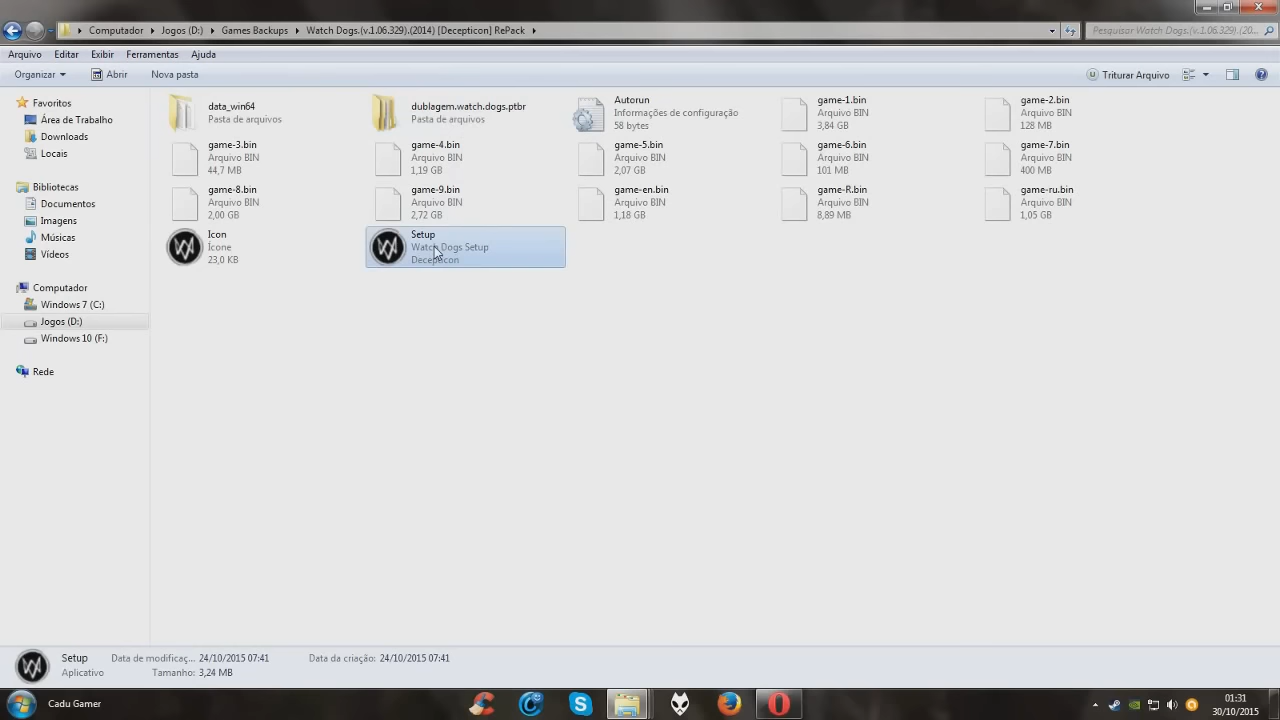 Computador
Jogos (D:)
Games Backups
Watch Dogs.(v.1.06.329).(2014) [Decepticon] RePack
Pesquisar Watch Dogs.(v.1.06.329).(20...
Arquivo
Editar
Exibir
Ferramentas
Ajuda
Organizar
Abrir
Nova pasta
Triturar Arquivo
Favoritos
Área de Trabalho
Downloads
Locais
Bibliotecas
Documentos
Imagens
Músicas
Vídeos
Computador
Windows 7 (C:)
Jogos (D:)
Windows 10 (F:)
Rede
data_win64
Pasta de arquivos
dublagem.watch.dogs.ptbr
Pasta de arquivos
Autorun
Informações de configuração
58 bytes
game-1.bin
Arquivo BIN
3,84 GB
game-2.bin
Arquivo BIN
128 MB
game-3.bin
Arquivo BIN
44,7 MB
game-4.bin
Arquivo BIN
1,19 GB
game-5.bin
Arquivo BIN
2,07 GB
game-6.bin
Arquivo BIN
101 MB
game-7.bin
Arquivo BIN
400 MB
game-8.bin
Arquivo BIN
2,00 GB
game-9.bin
Arquivo BIN
2,72 GB
game-en.bin
Arquivo BIN
1,18 GB
game-R.bin
Arquivo BIN
8,89 MB
game-ru.bin
Arquivo BIN
1,05 GB
Icon
Ícone
23,0 KB
Setup
Watch Dogs Setup
Decepticon
Setup
Data de modificaç... 24/10/2015 07:41
Data da criação: 24/10/2015 07:41
Aplicativo
Tamanho: 3,24 MB
Cadu Gamer
01:31
30/10/2015